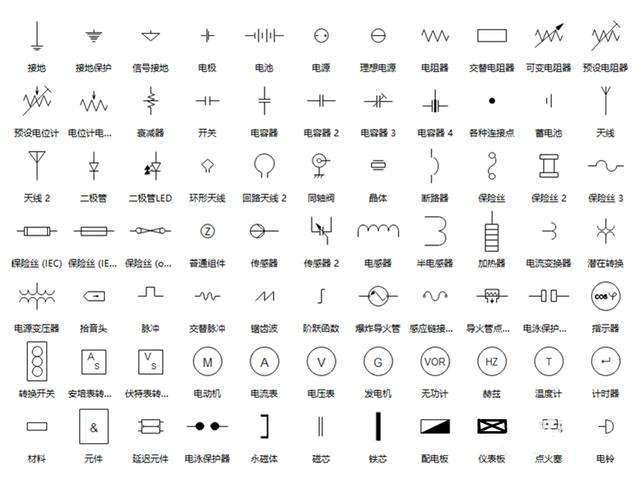 接地 接地保护 信号接地 电极 电池 电源 理想电源 电阻器 交替电阻器 可变电阻器 预设电阻器
预设电位计 电位计电... 衰减器 开关 电容器 电容器 2 电容器 3 电容器 4 各种连接点 蓄电池 天线
天线 2 二极管 二极管LED 环形天线 回路天线 2 同轴阀 晶体 断路器 保险丝 保险丝 2 保险丝 3
Z
保险丝 (IEC) 保险丝 (IE... 保险丝 (o... 普通组件 传感器 传感器 2 电感器 半电感器 加热器 电流变换器 潜在转换
cosφ
电源变压器 拾音头 脉冲 交替脉冲 锯齿波 阶跃函数 爆炸导火管 感应链接... 导火管点... 电泳保护... 指示器
A S V S M A V G VOR HZ T
转换开关 安培表转... 伏特表转... 电动机 电流表 电压表 发电机 无功计 赫兹 温度计 计时器
&
材料 元件 延迟元件 电泳保护器 永磁体 磁芯 铁芯 配电板 仪表板 点火塞 电铃